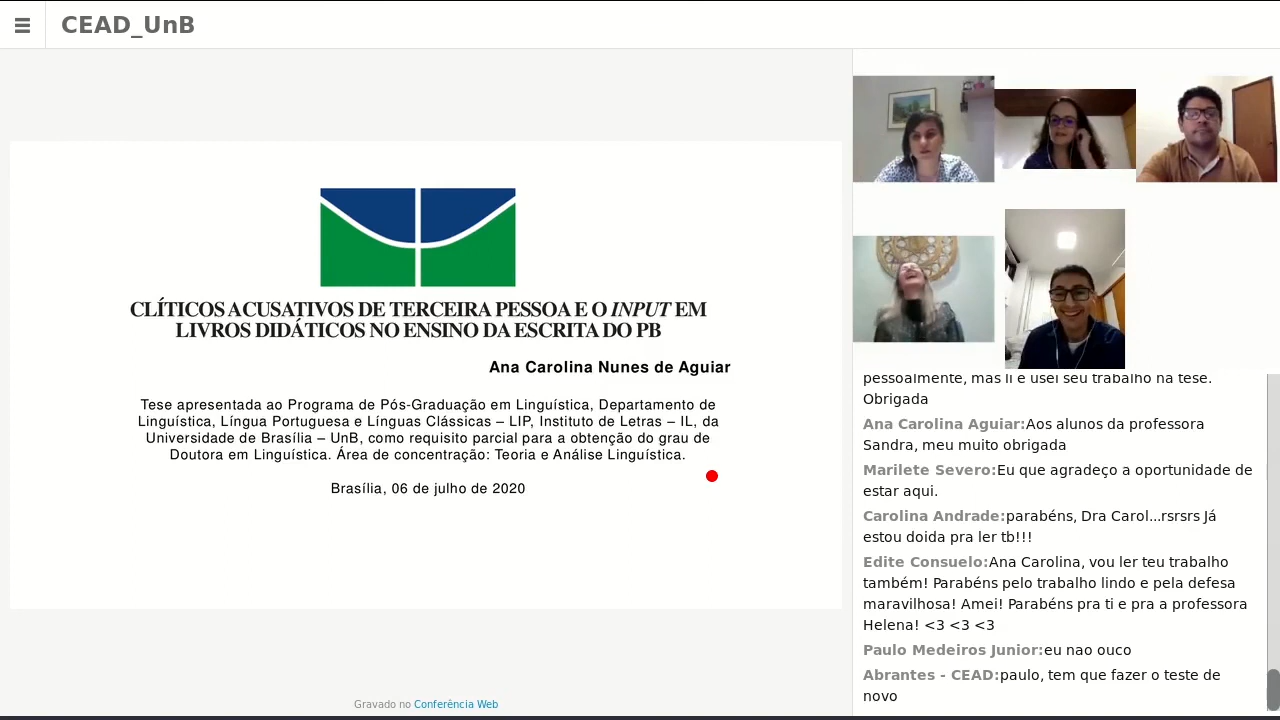 CEAD_UnB
CLÍTICOS ACUSATIVOS DE TERCEIRA PESSOA E O INPUT EM
LIVROS DIDÁTICOS NO ENSINO DA ESCRITA DO PB
Ana Carolina Nunes de Aguiar
Tese apresentada ao Programa de Pós-Graduação em Linguística, Departamento de
Linguística, Língua Portuguesa e Línguas Clássicas – LIP, Instituto de Letras – IL, da
Universidade de Brasília – UnB, como requisito parcial para a obtenção do grau de
Doutora em Linguística. Área de concentração: Teoria e Análise Linguística.
Brasília, 06 de julho de 2020
Gravado no Conferência Web
pessoalmente, mas li e usei seu trabalho na tese.
Obrigada
Ana Carolina Aguiar:Aos alunos da professora
Sandra, meu muito obrigada
Marilete Severo:Eu que agradeço a oportunidade de
estar aqui.
Carolina Andrade:parabéns, Dra Carol...rsrsrs Já
estou doida pra ler tb!!!
Edite Consuelo:Ana Carolina, vou ler teu trabalho
também! Parabéns pelo trabalho lindo e pela defesa
maravilhosa! Amei! Parabéns pra ti e pra a professora
Helena! <3 <3 <3
Paulo Medeiros Junior:eu nao ouco
Abrantes - CEAD:paulo, tem que fazer o teste de
novo